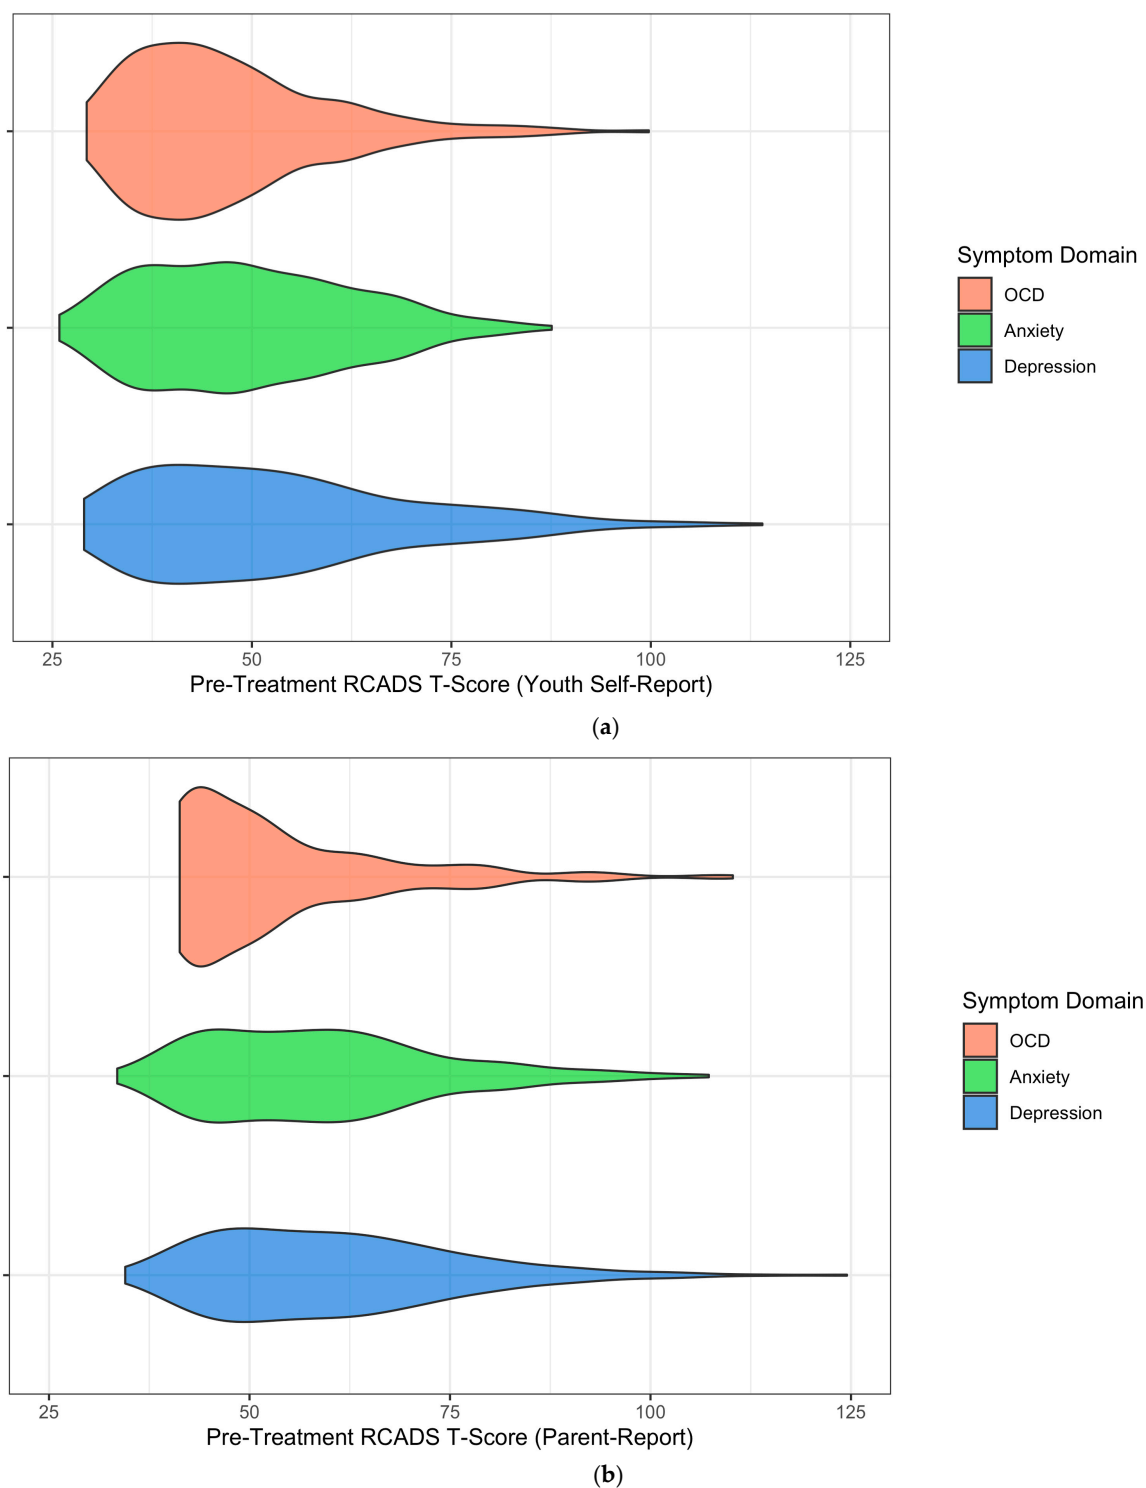 Symptom Domain
OCD
Anxiety
Depression
25 50 75 100 125
Pre-Treatment RCADS T-Score (Youth Self-Report)
(a)
Symptom Domain
OCD
Anxiety
Depression
25 50 75 100 125
Pre-Treatment RCADS T-Score (Parent-Report)
(b)